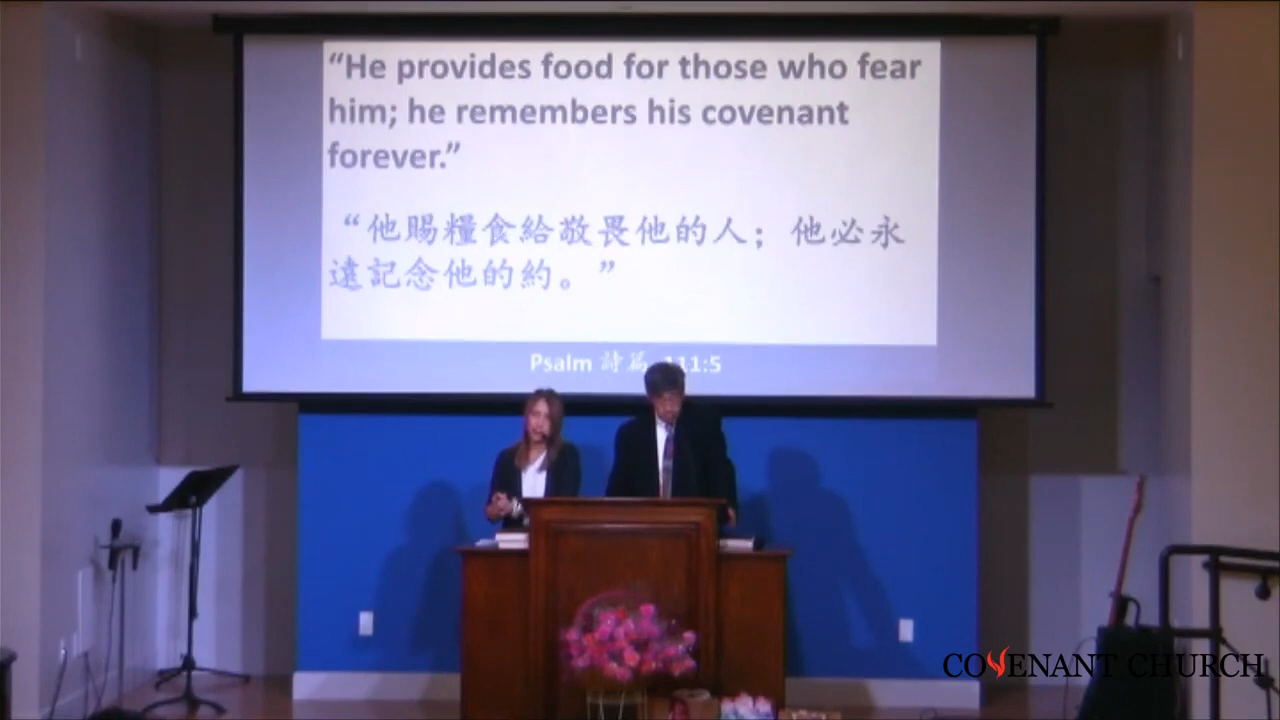 “He provides food for those who fear
him; he remembers his covenant
forever.”
“他賜糧食給敬畏他的人；他必永
遠記念他的約。”
Psalm 詩篇 111:5
COVENANT CHURCH